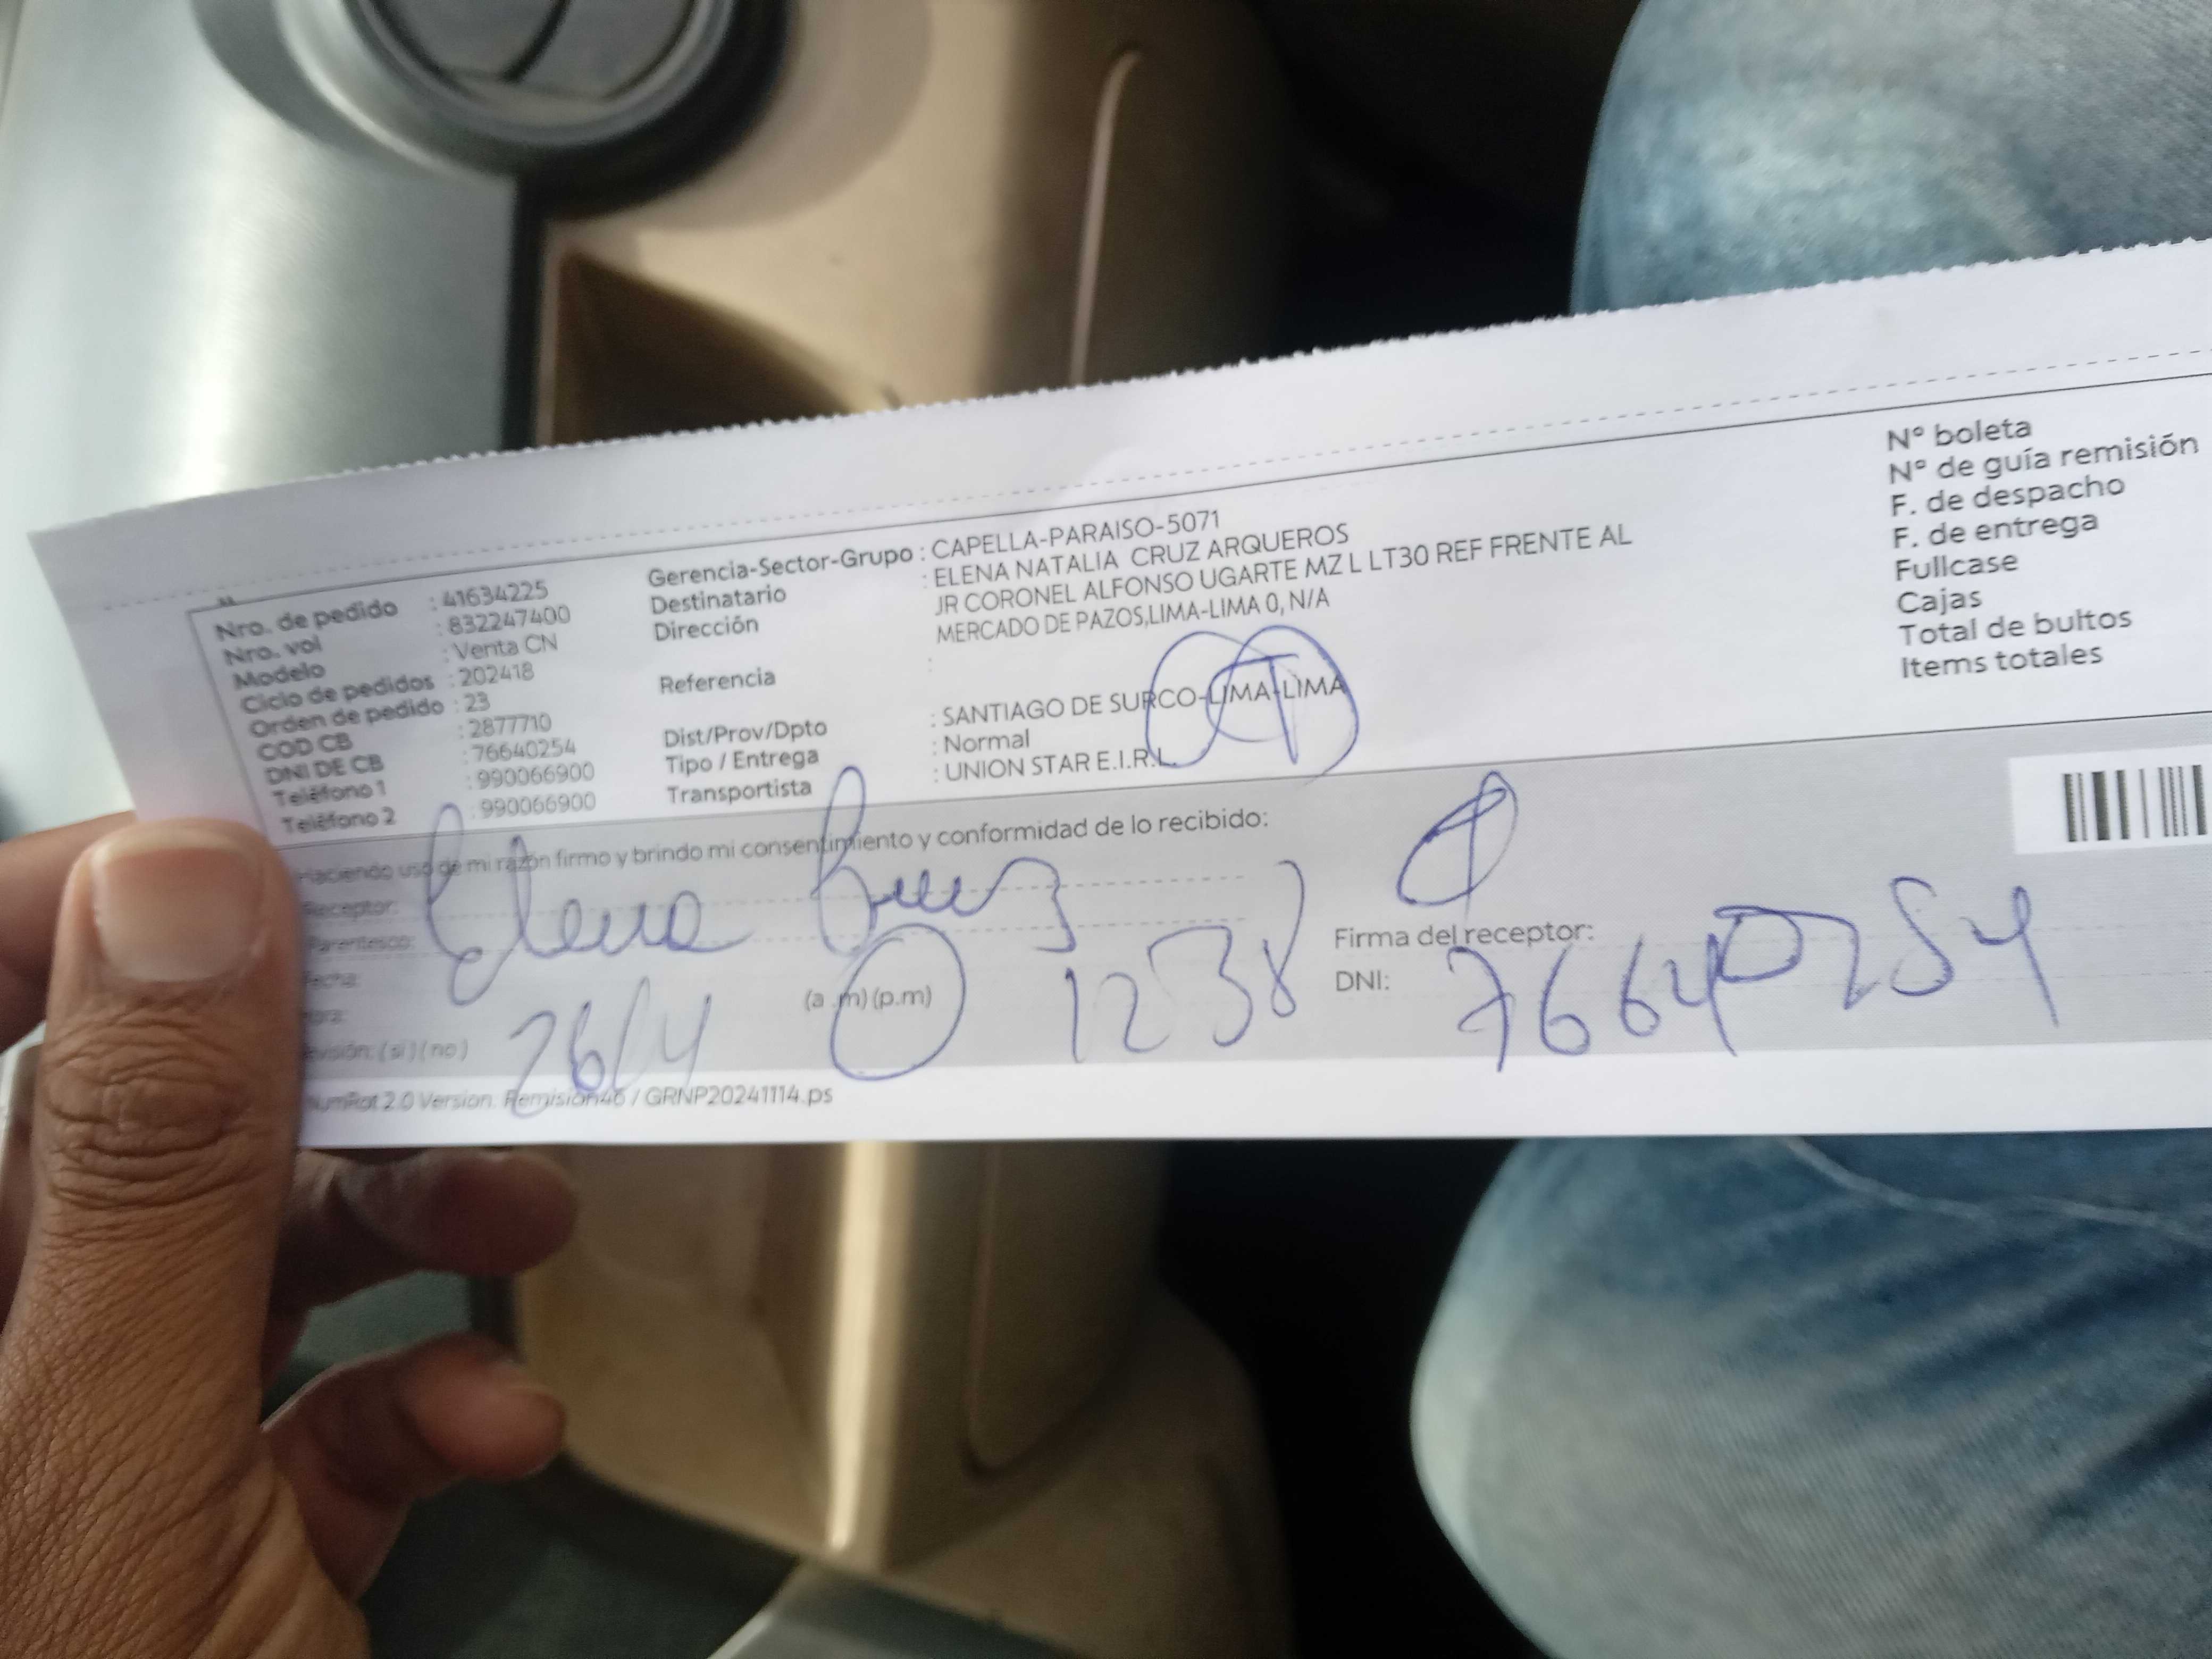 Nro. de pedido : 41634225
Nro. vol : 832247400
Modelo : Venta CN
Ciclo de pedidos : 202418
Orden de pedido : 23
COD CB : 2877710
DNI DE CB : 76640254
Teléfono 1 : 990066900
Teléfono 2 : 990066900
Gerencia-Sector-Grupo : CAPELLA-PARAISO-5071
Destinatario : ELENA NATALIA CRUZ ARQUEROS
Dirección JR CORONEL ALFONSO UGARTE MZ L LT30 REF FRENTE AL
MERCADO DE PAZOS,LIMA-LIMA 0, N/A
Referencia :
Dist/Prov/Dpto : SANTIAGO DE SURCO-LIMA-LIMA
Tipo / Entrega : Normal
Transportista : UNION STAR E.I.R.L.
N° boleta
N° de guía remisión
F. de despacho
F. de entrega
Fullcase
Cajas
Total de bultos
Items totales
Haciendo uso de mi razón firmo y brindo mi consentimiento y conformidad de lo recibido:
Receptor: Elena Cruz
Parentesco:
fecha:
26/4 (a .m) (p.m) 1238
Firma del receptor:
DNI: 76640254
(si) (no)
2.0 Version. Remision46 / GRNP20241114.ps